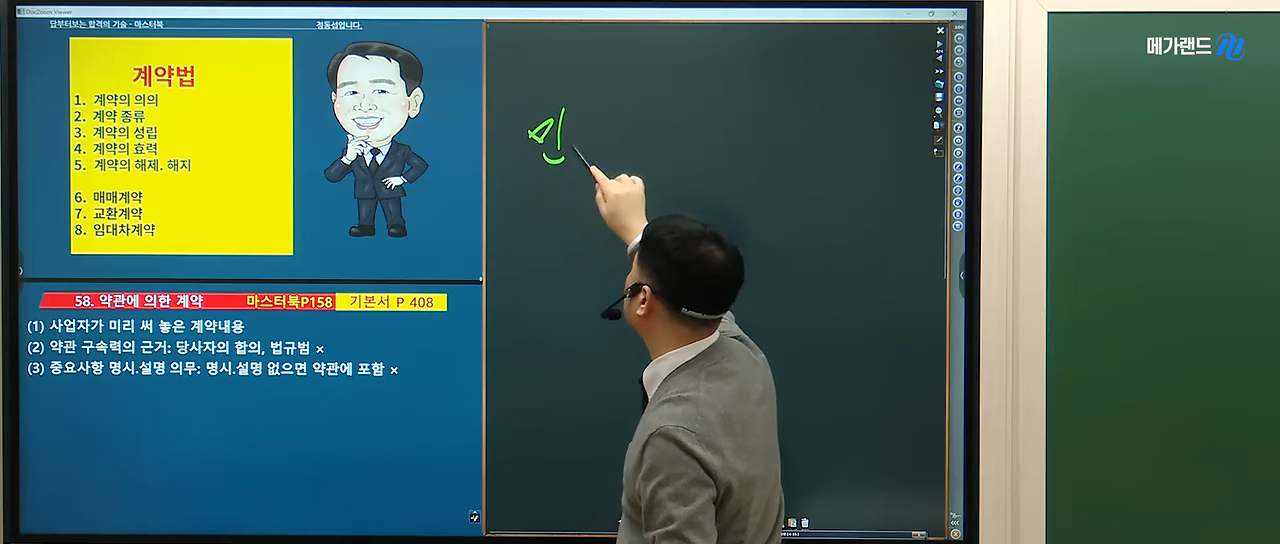 DocZoom Viewer
답부터보는 합격의 기술 - 마스터북
정동섭입니다.
계약법
1. 계약의 의의
2. 계약 종류
3. 계약의 성립
4. 계약의 효력
5. 계약의 해제. 해지
6. 매매계약
7. 교환계약
8. 임대차계약
58. 약관에 의한 계약 마스터북P158 기본서 P 408
(1) 사업자가 미리 써 놓은 계약내용
(2) 약관 구속력의 근거: 당사자의 합의, 법규범 ×
(3) 중요사항 명시.설명 의무: 명시.설명 없으면 약관에 포함 ×
메가랜드